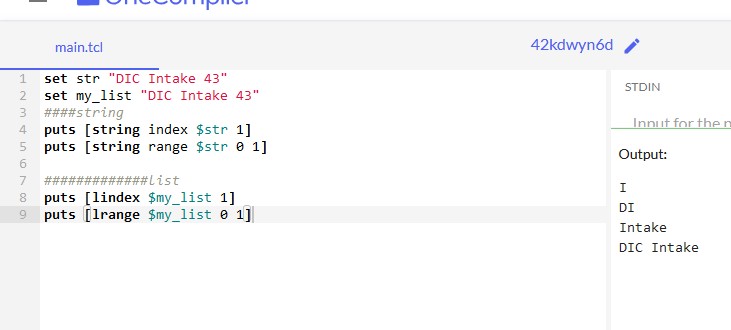 OneCompiler
main.tcl
42kdwyn6d
1 set str "DIC Intake 43"
2 set my_list "DIC Intake 43"
3 ####string
4 puts [string index $str 1]
5 puts [string range $str 0 1]
6
7 #############list
8 puts [lindex $my_list 1]
9 puts [lrange $my_list 0 1]
STDIN
Input for the
Output:
I
DI
Intake
DIC Intake